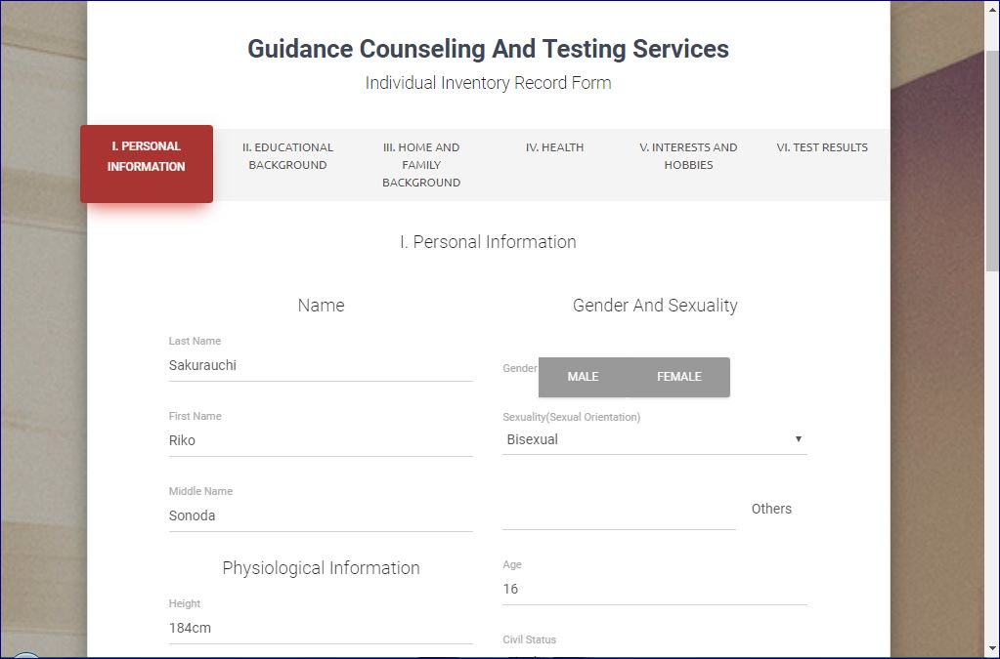 Guidance Counseling And Testing Services
Individual Inventory Record Form
I. PERSONAL
INFORMATION
II. EDUCATIONAL
BACKGROUND
III. HOME AND
FAMILY
BACKGROUND
IV. HEALTH
V. INTERESTS AND
HOBBIES
VI. TEST RESULTS
I. Personal Information
Name
Last Name
Sakurauchi
First Name
Riko
Middle Name
Sonoda
Physiological Information
Height
184cm
Gender And Sexuality
Gender MALE FEMALE
Sexuality(Sexual Orientation)
Bisexual
Others
Age
16
Civil Status